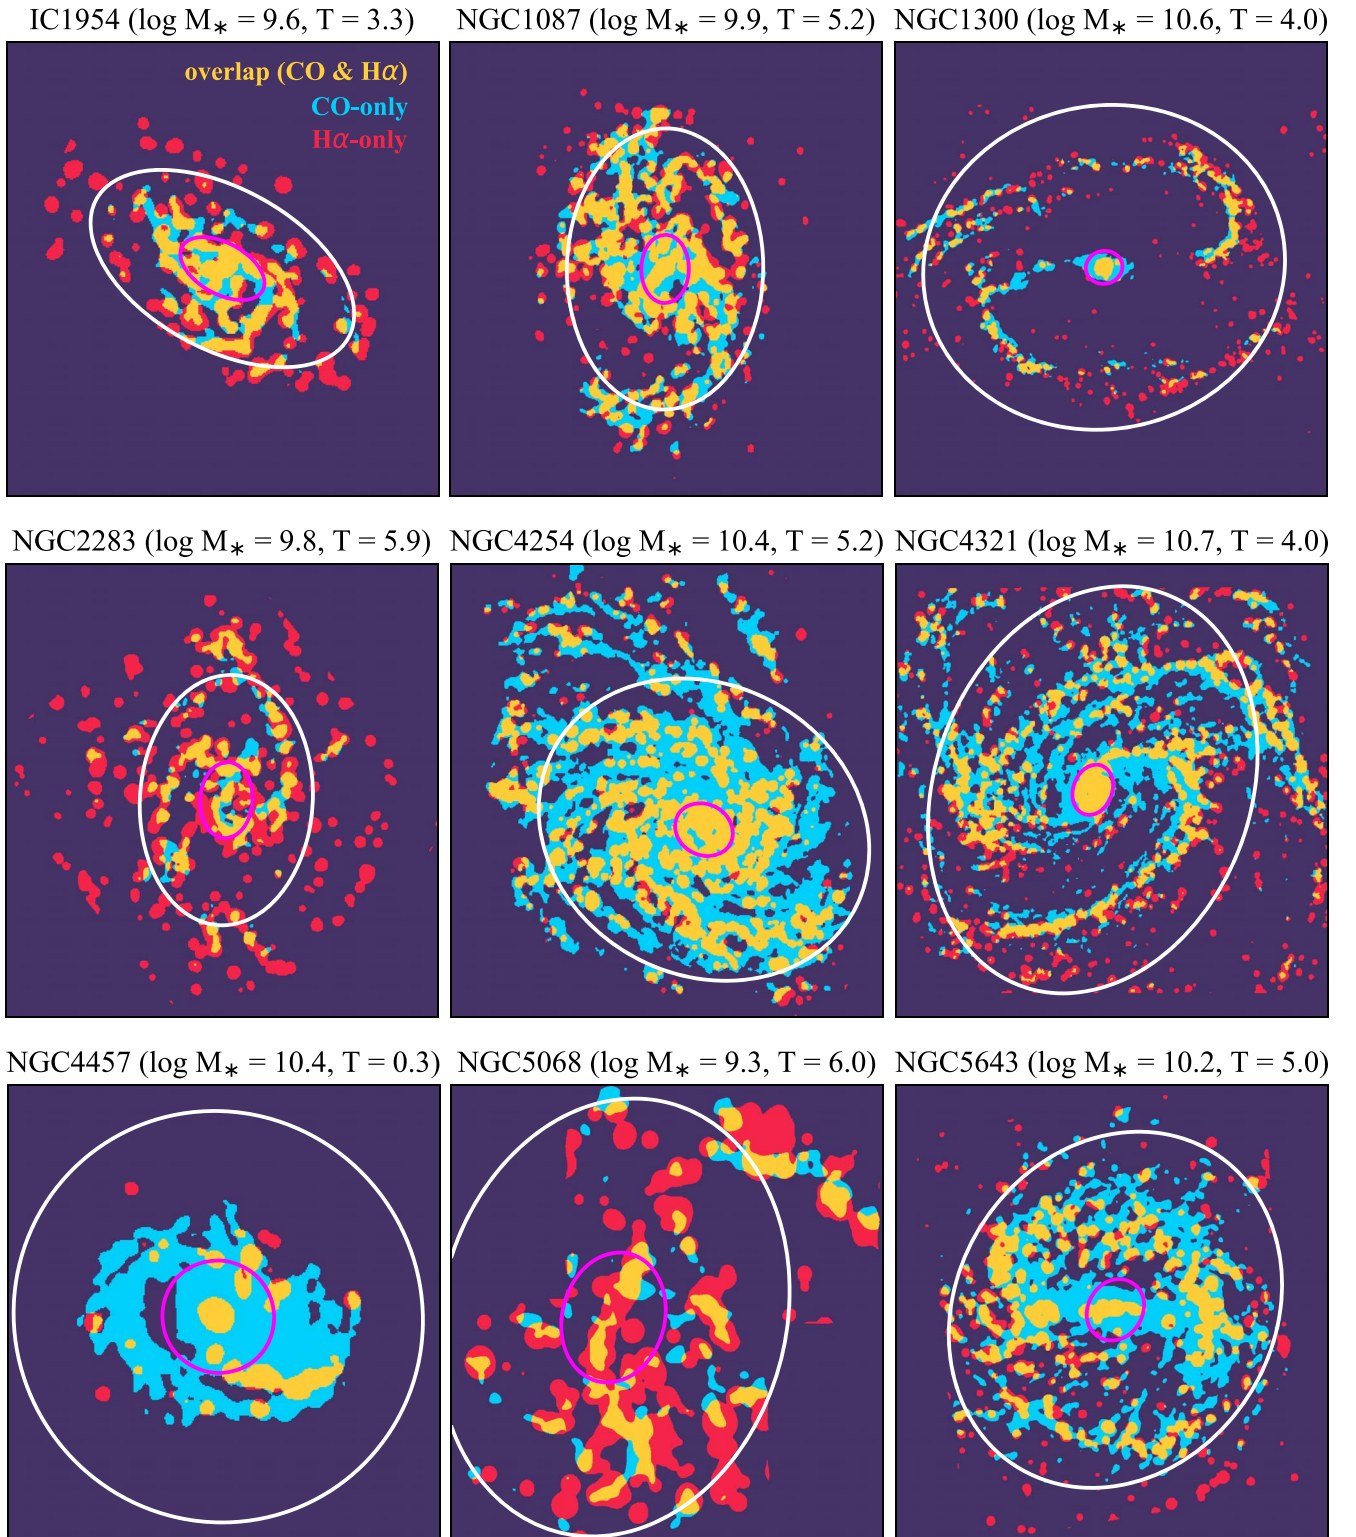 IC1954 (log M∗ = 9.6, T = 3.3)
NGC1087 (log M∗ = 9.9, T = 5.2)
NGC1300 (log M∗ = 10.6, T = 4.0)
overlap (CO & Hα)
CO-only
Hα-only
NGC2283 (log M∗ = 9.8, T = 5.9)
NGC4254 (log M∗ = 10.4, T = 5.2)
NGC4321 (log M∗ = 10.7, T = 4.0)
NGC4457 (log M∗ = 10.4, T = 0.3)
NGC5068 (log M∗ = 9.3, T = 6.0)
NGC5643 (log M∗ = 10.2, T = 5.0)